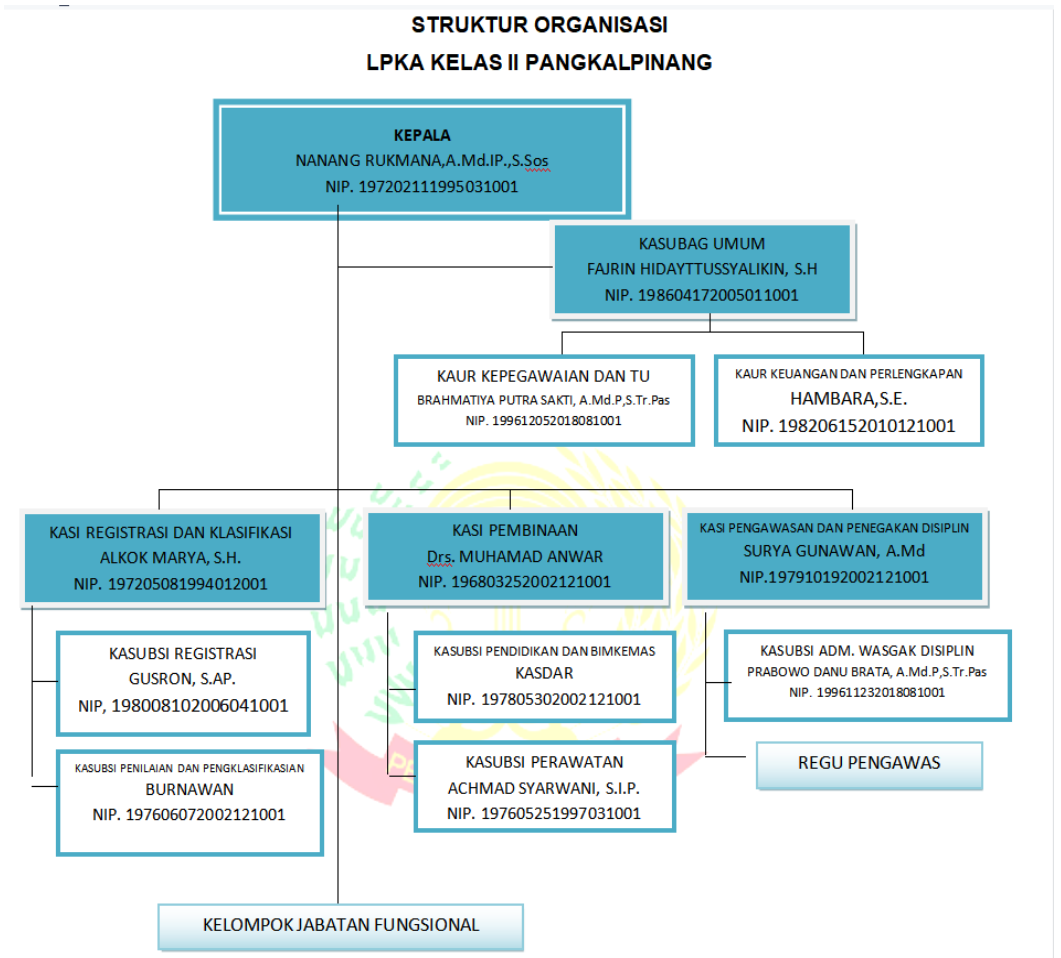 STRUKTUR ORGANISASI
LPKA KELAS II PANGKALPINANG
KEPALA
NANANG RUKMANA,A.Md.IP.,S.Sos
NIP. 197202111995031001
KASUBAG UMUM
FAJRIN HIDAYTTUSSYALIKIN, S.H
NIP. 198604172005011001
KAUR KEPEGAWAIAN DAN TU
BRAHMATIYA PUTRA SAKTI, A.Md.P,S.Tr.Pas
NIP. 199612052018081001
KAUR KEUANGAN DAN PERLENGKAPAN
HAMBARA,S.E.
NIP. 198206152010121001
KASI REGISTRASI DAN KLASIFIKASI
ALKOK MARYA, S.H.
NIP. 197205081994012001
KASI PEMBINAAN
Drs. MUHAMAD ANWAR
NIP. 196803252002121001
KASI PENGAWASAN DAN PENEGAKAN DISIPLIN
SURYA GUNAWAN, A.Md
NIP.197910192002121001
KASUBSI REGISTRASI
GUSRON, S.AP.
NIP, 198008102006041001
KASUBSI PENDIDIKAN DAN BIMKEMAS
KASDAR
NIP. 197805302002121001
KASUBSI ADM. WASGAK DISIPLIN
PRABOWO DANU BRATA, A.Md.P,S.Tr.Pas
NIP. 199611232018081001
KASUBSI PENILAIAN DAN PENGKLASIFIKASIAN
BURNAWAN
NIP. 197606072002121001
KASUBSI PERAWATAN
ACHMAD SYARWANI, S.I.P.
NIP. 197605251997031001
REGU PENGAWAS
KELOMPOK JABATAN FUNGSIONAL